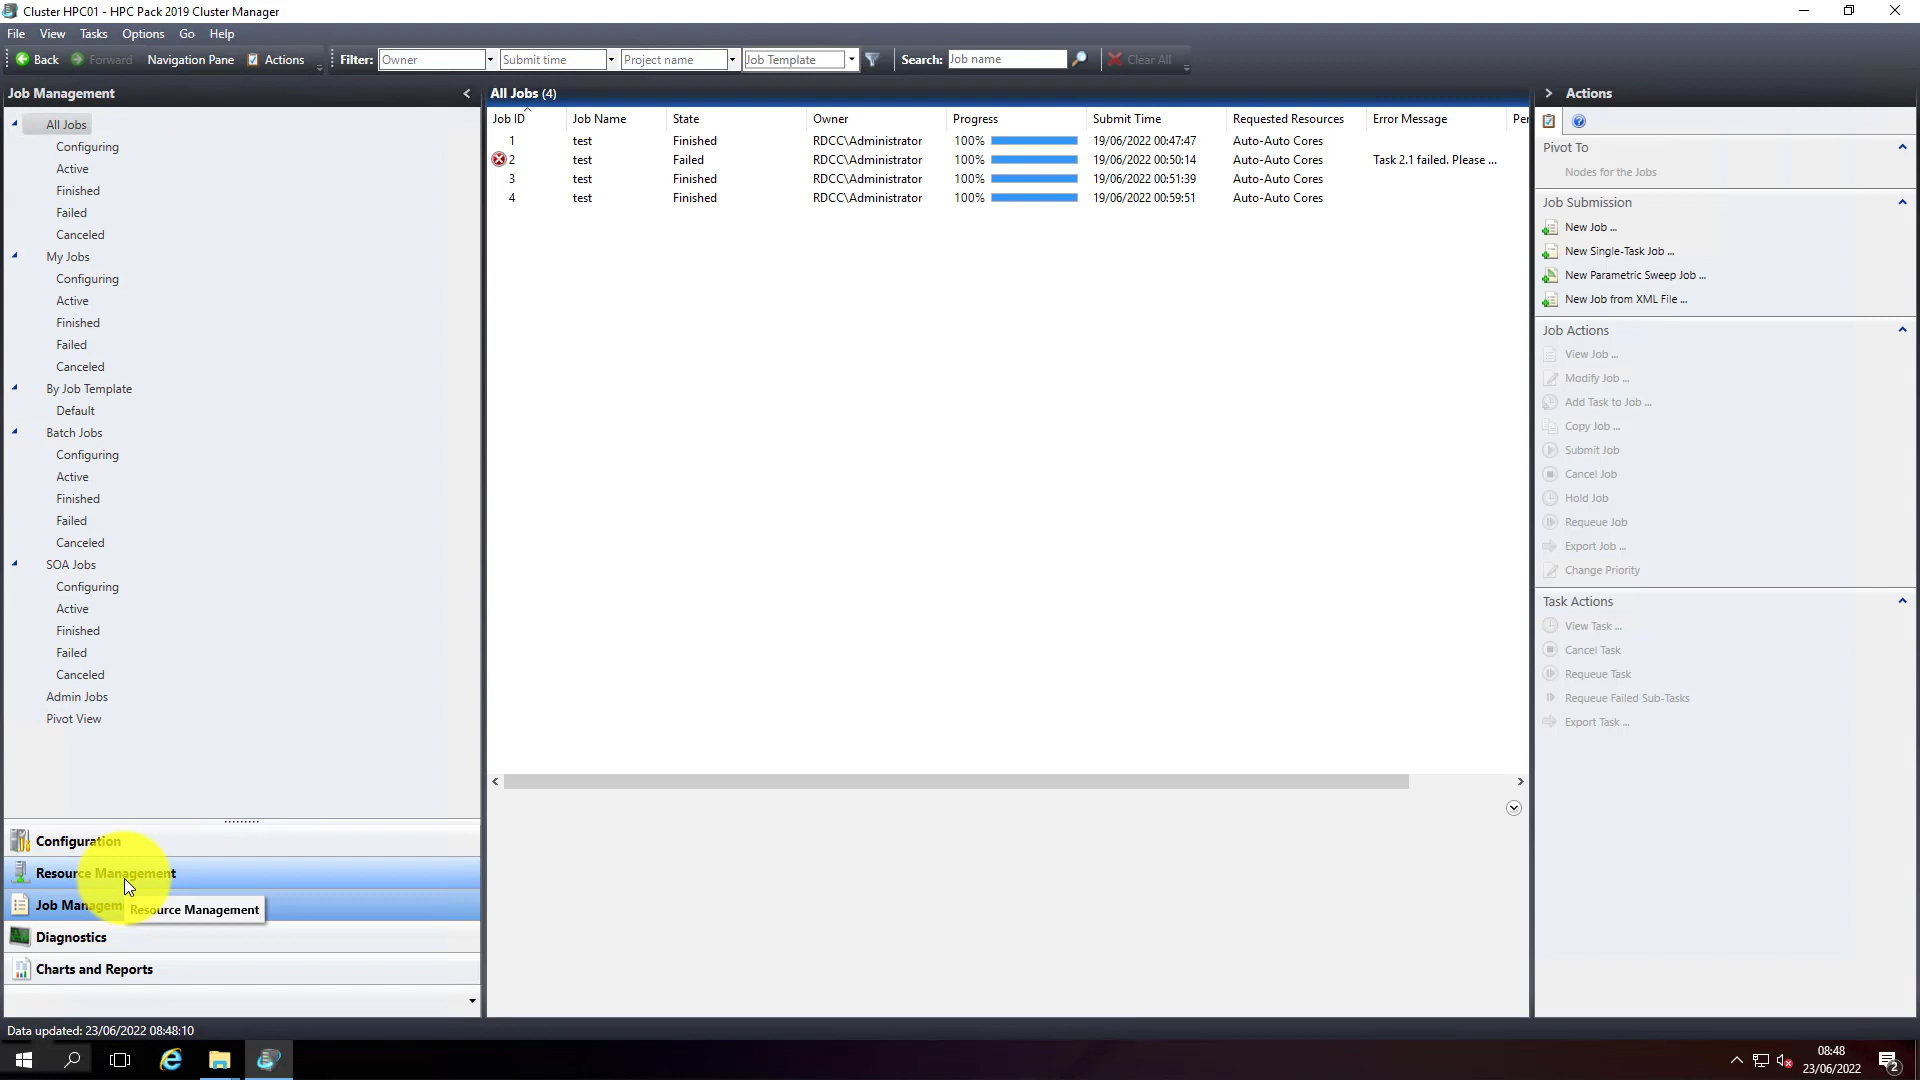 Cluster HPC01 - HPC Pack 2019 Cluster Manager
File View Tasks Options Go Help
Back Forward Navigation Pane Actions Filter: Owner Submit time Project name Job Template Search: Job name Clear All
Job Management
All Jobs
Configuring
Active
Finished
Failed
Canceled
My Jobs
Configuring
Active
Finished
Failed
Canceled
By Job Template
Default
Batch Jobs
Configuring
Active
Finished
Failed
Canceled
SOA Jobs
Configuring
Active
Finished
Failed
Canceled
Admin Jobs
Pivot View
Configuration
Resource Management
Job Managem
Resource Management
Diagnostics
Charts and Reports
All Jobs (4)
Job ID Job Name State Owner Progress Submit Time Requested Resources Error Message Per
1 test Finished RDCC\Administrator 100% 19/06/2022 00:47:47 Auto-Auto Cores
2 test Failed RDCC\Administrator 100% 19/06/2022 00:50:14 Auto-Auto Cores Task 2.1 failed. Please ...
3 test Finished RDCC\Administrator 100% 19/06/2022 00:51:39 Auto-Auto Cores
4 test Finished RDCC\Administrator 100% 19/06/2022 00:59:51 Auto-Auto Cores
Actions
Pivot To
Nodes for the Jobs
Job Submission
New Job ...
New Single-Task Job ...
New Parametric Sweep Job ...
New Job from XML File ...
Job Actions
View Job ...
Modify Job ...
Add Task to Job ...
Copy Job ...
Submit Job
Cancel Job
Hold Job
Requeue Job
Export Job ...
Change Priority
Task Actions
View Task ...
Cancel Task
Requeue Task
Requeue Failed Sub-Tasks
Export Task ...
Data updated: 23/06/2022 08:48:10
08:48
23/06/2022
2